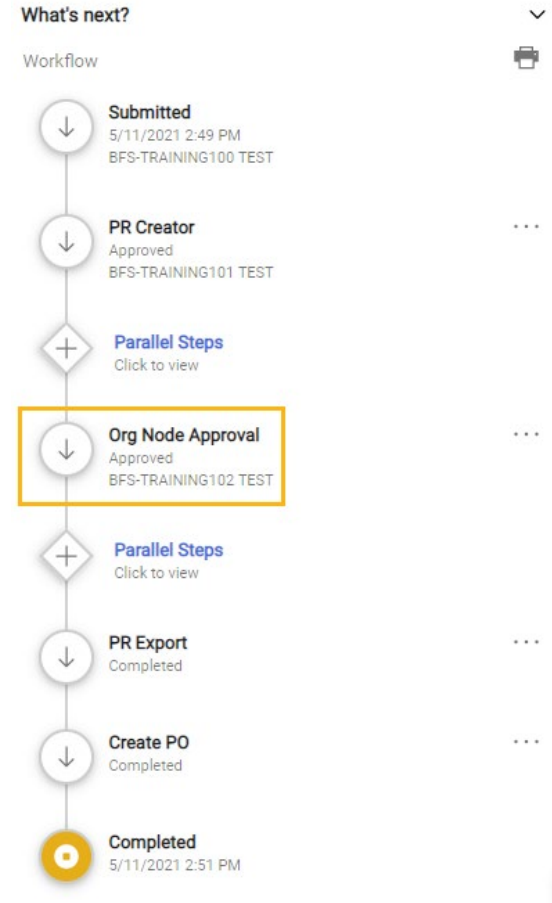 What's next?
Workflow
Submitted
5/11/2021 2:49 PM
BFS-TRAINING100 TEST
PR Creator
Approved
BFS-TRAINING101 TEST
Parallel Steps
Click to view
Org Node Approval
Approved
BFS-TRAINING102 TEST
Parallel Steps
Click to view
PR Export
Completed
Create PO
Completed
Completed
5/11/2021 2:51 PM